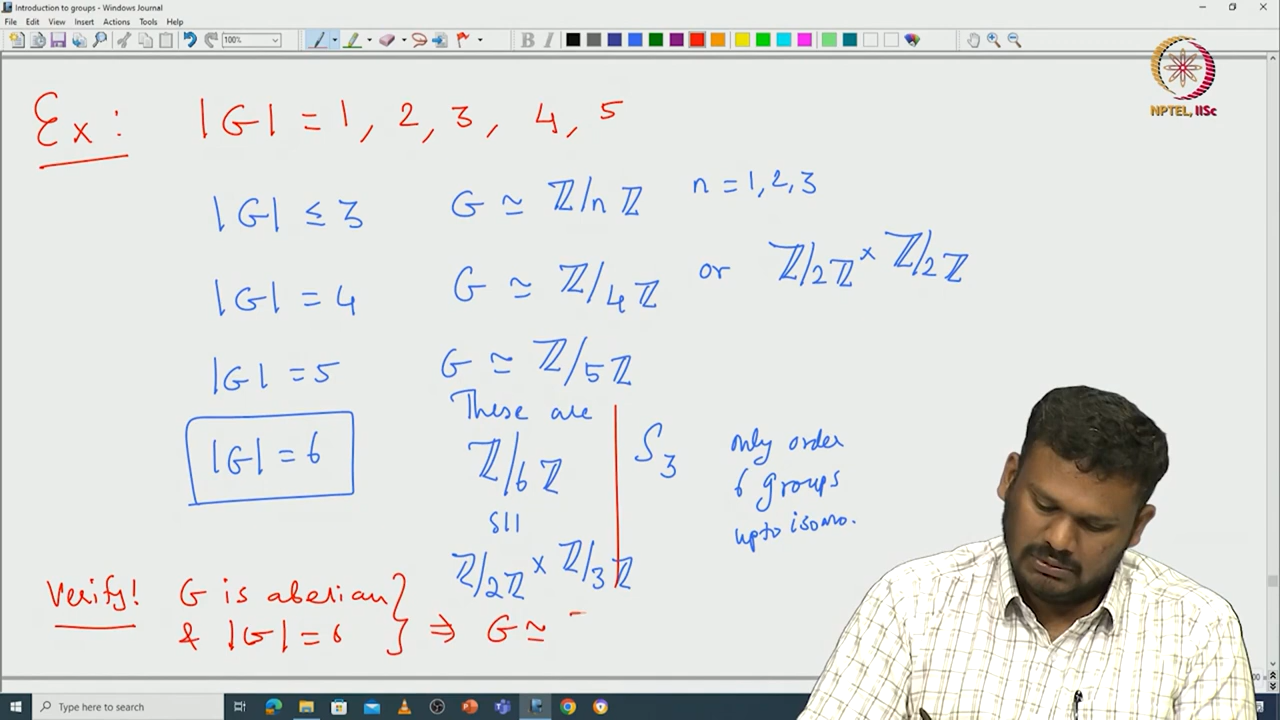 Introduction to groups - Windows Journal
File Edit View Insert Actions Tools Help
100%
B I
NPTEL, IISc
Ex: |G| = 1, 2, 3, 4, 5
|G| ≤ 3 G ≃ ℤ/nℤ n = 1, 2, 3
|G| = 4 G ≃ ℤ/4ℤ or ℤ/2ℤ × ℤ/2ℤ
|G| = 5 G ≃ ℤ/5ℤ
These are
|G| = 6 ℤ/6ℤ S₃ only order
6 groups
upto isomo.
SII
ℤ/2ℤ × ℤ/3ℤ
Verify! G is abelian
& |G| = 6 } ⇒ G ≃
Type here to search